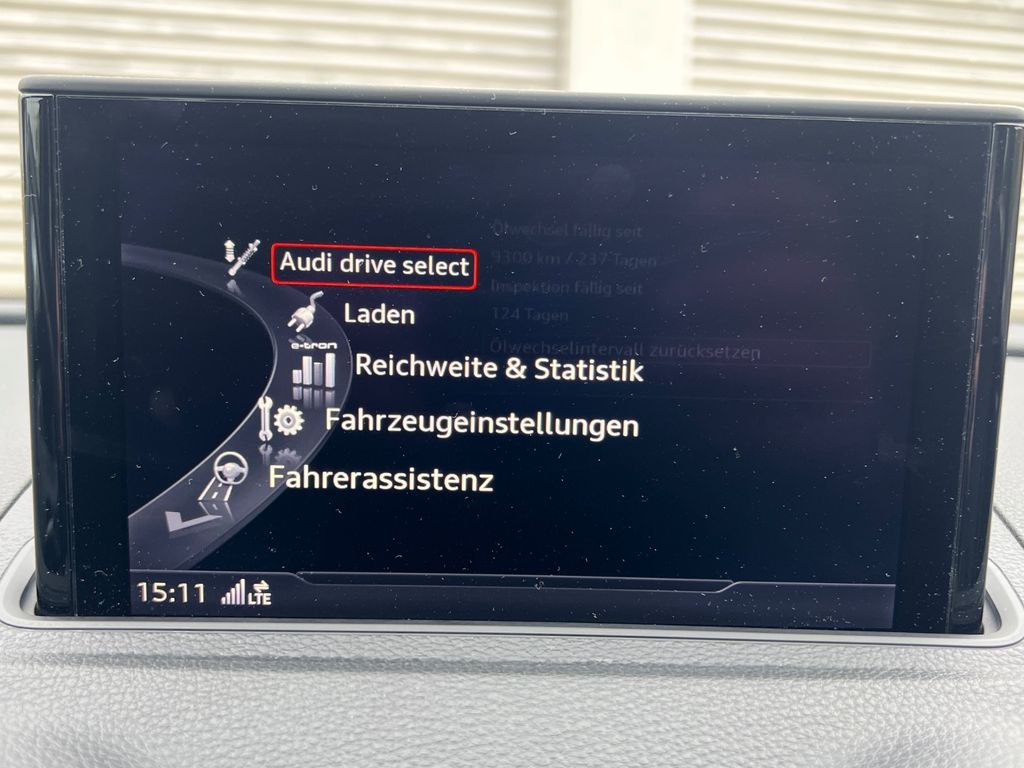 Ölwechsel fällig seit
9300 km / 237 Tagen
Audi drive select
Inspektion fällig seit
Laden
124 Tagen
e-tron
Ölwechselintervall zurücksetzen
Reichweite & Statistik
Fahrzeugeinstellungen
Fahrerassistenz
15:11 LTE